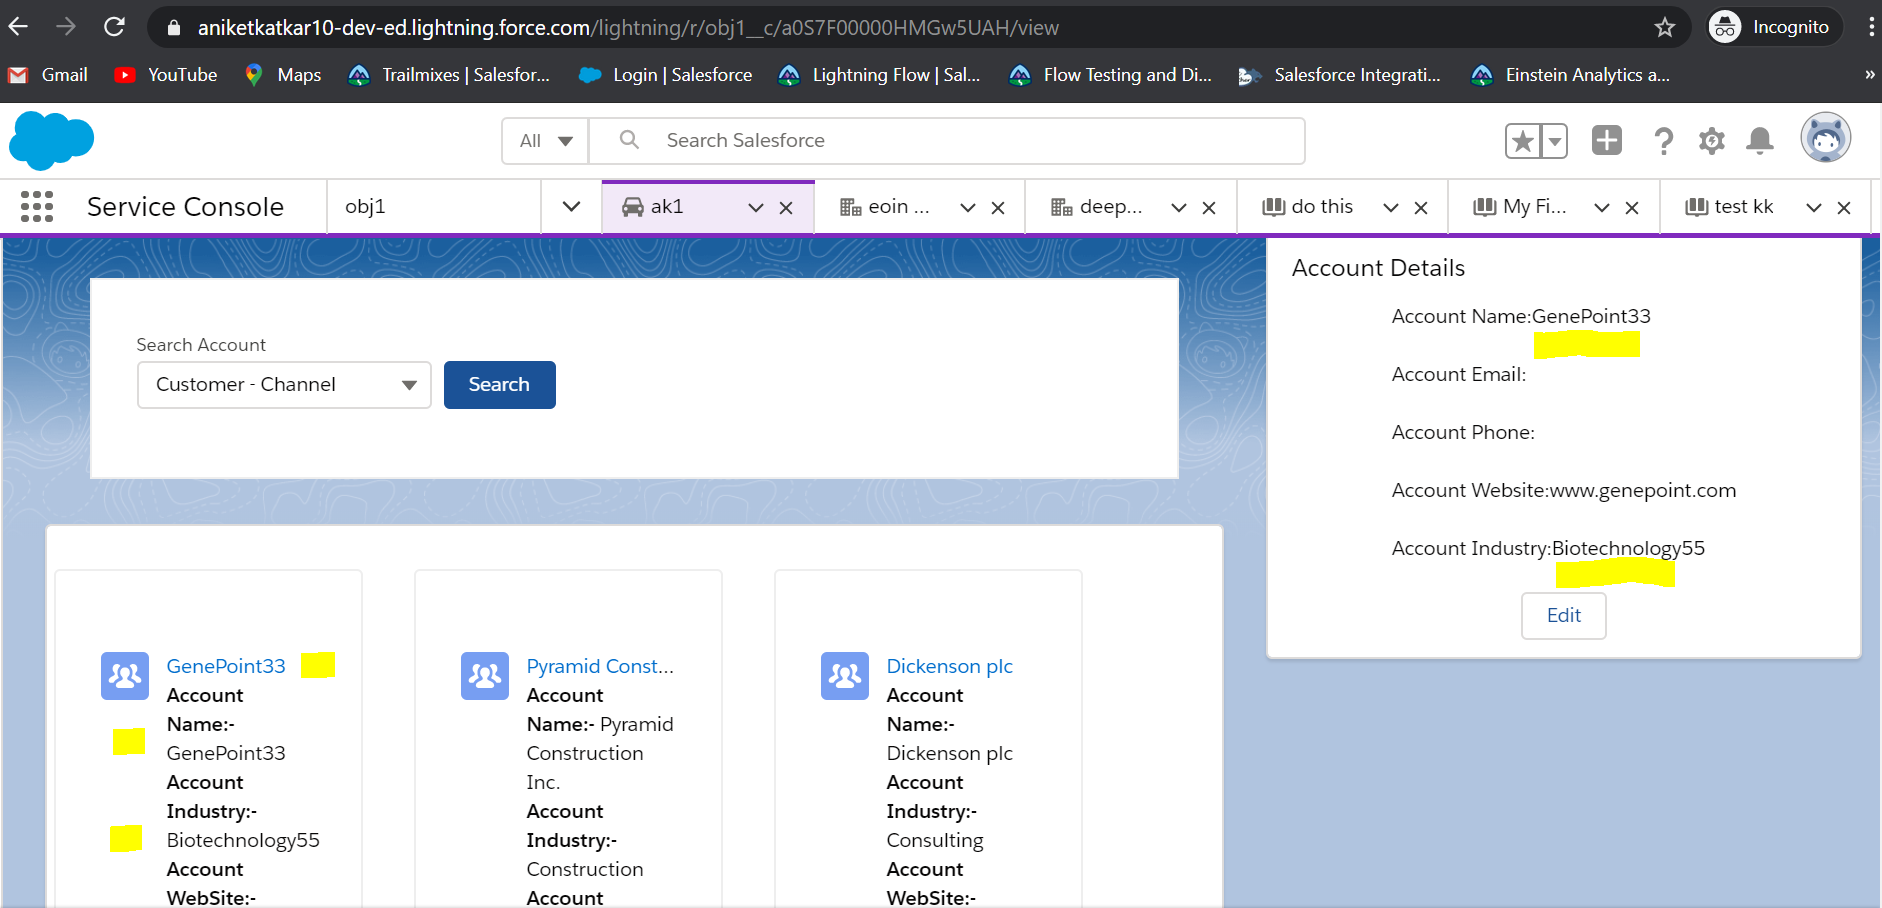 aniketkatkar10-dev-ed.lightning.force.com/lightning/r/obj1__c/a0S7F00000HMGw5UAH/view
Incognito
Gmail
YouTube
Maps
Trailmixes | Salesfor...
Login | Salesforce
Lightning Flow | Sal...
Flow Testing and Di...
Salesforce Integrati...
Einstein Analytics a...
»
All
Search Salesforce
Service Console
obj1
ak1
eoin ...
deep...
do this
My Fi...
test kk
Search Account
Customer - Channel
Search
GenePoint33
Account
Name:-
GenePoint33
Account
Industry:-
Biotechnology55
Account
WebSite:-
Pyramid Const...
Account
Name:- Pyramid
Construction
Inc.
Account
Industry:-
Construction
Account
Dickenson plc
Account
Name:-
Dickenson plc
Account
Industry:-
Consulting
Account
WebSite:-
Account Details
Account Name:GenePoint33
Account Email:
Account Phone:
Account Website:www.genepoint.com
Account Industry:Biotechnology55
Edit